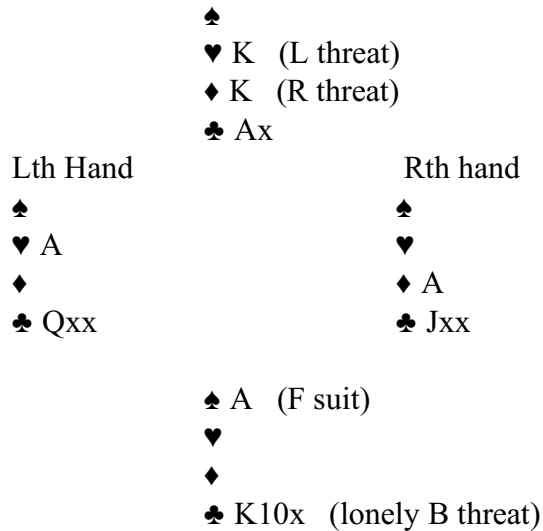 ♠
♥ K (L threat)
♦ K (R threat)
♣ Ax
Lth Hand Rth hand
♠ ♠
♥ A ♥
♦ ♦ A
♣ Qxx ♣ Jxx
♠ A (F suit)
♥
♦
♣ K10x (lonely B threat)